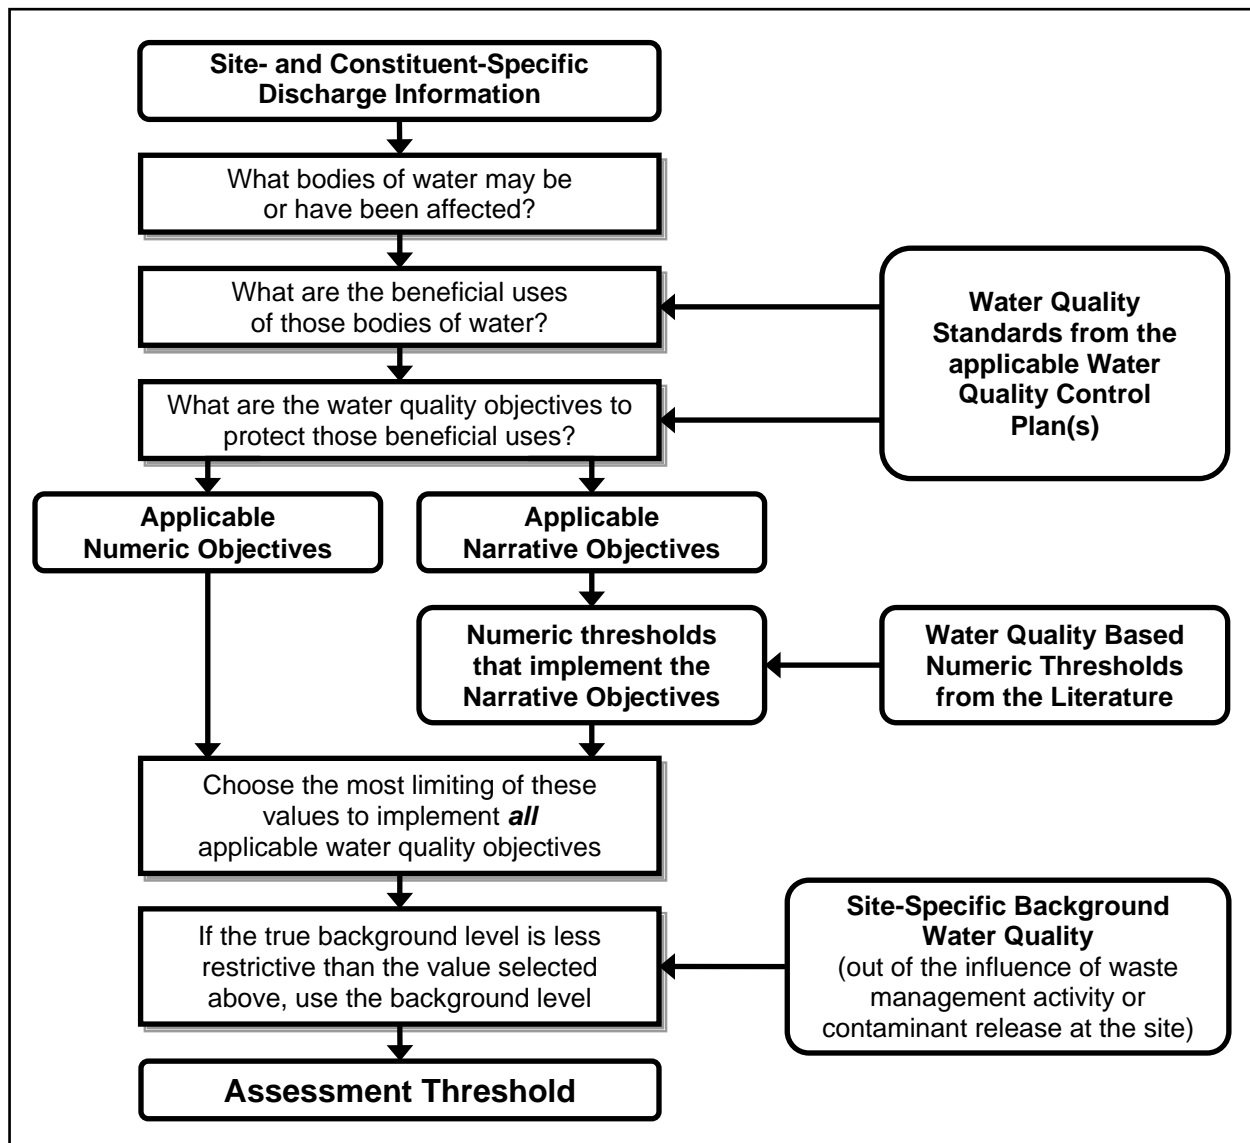 Site- and Constituent-Specific
Discharge Information
What bodies of water may be
or have been affected?
What are the beneficial uses
of those bodies of water?
Water Quality
Standards from the
applicable Water
Quality Control
Plan(s)
What are the water quality objectives to
protect those beneficial uses?
Applicable
Numeric Objectives
Applicable
Narrative Objectives
Numeric thresholds
that implement the
Narrative Objectives
Water Quality Based
Numeric Thresholds
from the Literature
Choose the most limiting of these
values to implement all
applicable water quality objectives
If the true background level is less
restrictive than the value selected
above, use the background level
Site-Specific Background
Water Quality
(out of the influence of waste
management activity or
contaminant release at the site)
Assessment Threshold